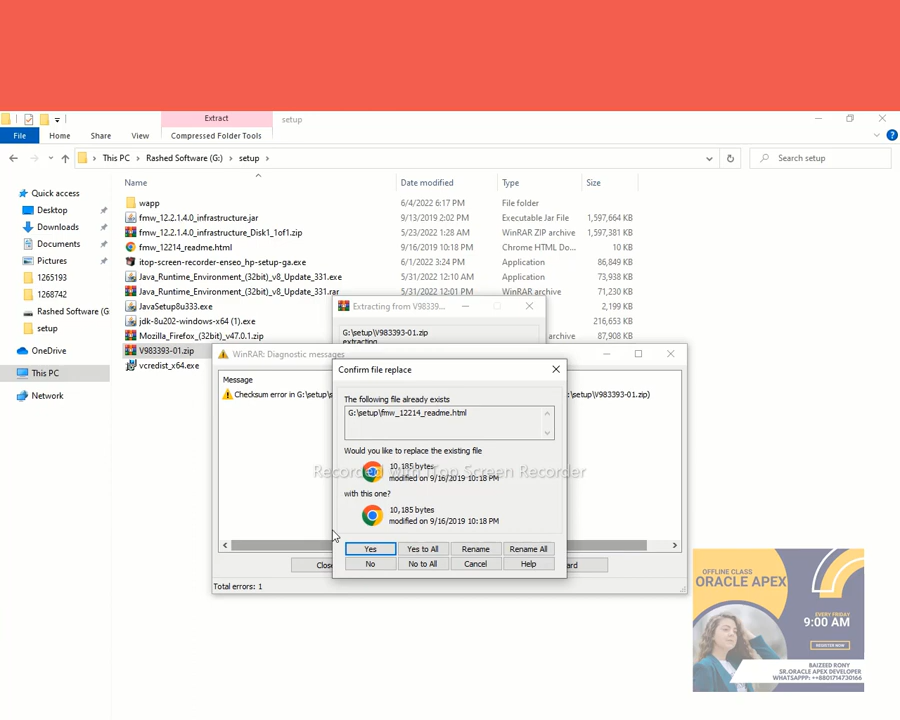 Extract
setup
File Home Share View Compressed Folder Tools
This PC Rashed Software (G:) setup
Search setup
Name Date modified Type Size
Quick access
Desktop
Downloads
Documents
Pictures
1265193
1268742
Rashed Software (G
setup
OneDrive
This PC
Network
wapp 6/4/2022 6:17 PM File folder
fmw_12.2.1.4.0_infrastructure.jar 9/13/2019 2:02 PM Executable Jar File 1,597,664 KB
fmw_12.2.1.4.0_infrastructure_Disk1_1of1.zip 5/23/2022 1:28 AM WinRAR ZIP archive 1,597,381 KB
fmw_12214_readme.html 9/16/2019 10:18 PM Chrome HTML Do... 10 KB
itop-screen-recorder-enseo_hp-setup-ga.exe 6/1/2022 3:24 PM Application 86,849 KB
Java_Runtime_Environment_(32bit)_v8_Update_331.exe 5/31/2022 12:10 AM Application 73,938 KB
Java_Runtime_Environment_(32bit)_v8_Update_331.rar 5/31/2022 12:01 PM WinRAR archive 71,230 KB
JavaSetup8u333.exe 2,199 KB
jdk-8u202-windows-x64 (1).exe 216,653 KB
Mozilla_Firefox_(32bit)_v47.0.1.zip archive 87,908 KB
V983393-01.zip
vcredist_x64.exe
Extracting from V98339...
G:\setup\V983393-01.zip
extracting
WinRAR: Diagnostic messages
Message
Checksum error in G:\setup\s
\setup\V983393-01.zip)
Close
ard
Total errors: 1
Confirm file replace
The following file already exists
G:\setup\fmw_12214_readme.html
Would you like to replace the existing file
10,185 bytes
modified on 9/16/2019 10:18 PM
with this one?
10,185 bytes
modified on 9/16/2019 10:18 PM
Yes Yes to All Rename Rename All
No No to All Cancel Help
Recorded with iTop Screen Recorder
OFFLINE CLASS
ORACLE APEX
EVERY FRIDAY
9:00 AM
REGISTER NOW
BAIZEED RONY
SR.ORACLE APEX DEVELOPER
WHATSAPPP: ++8801714730166